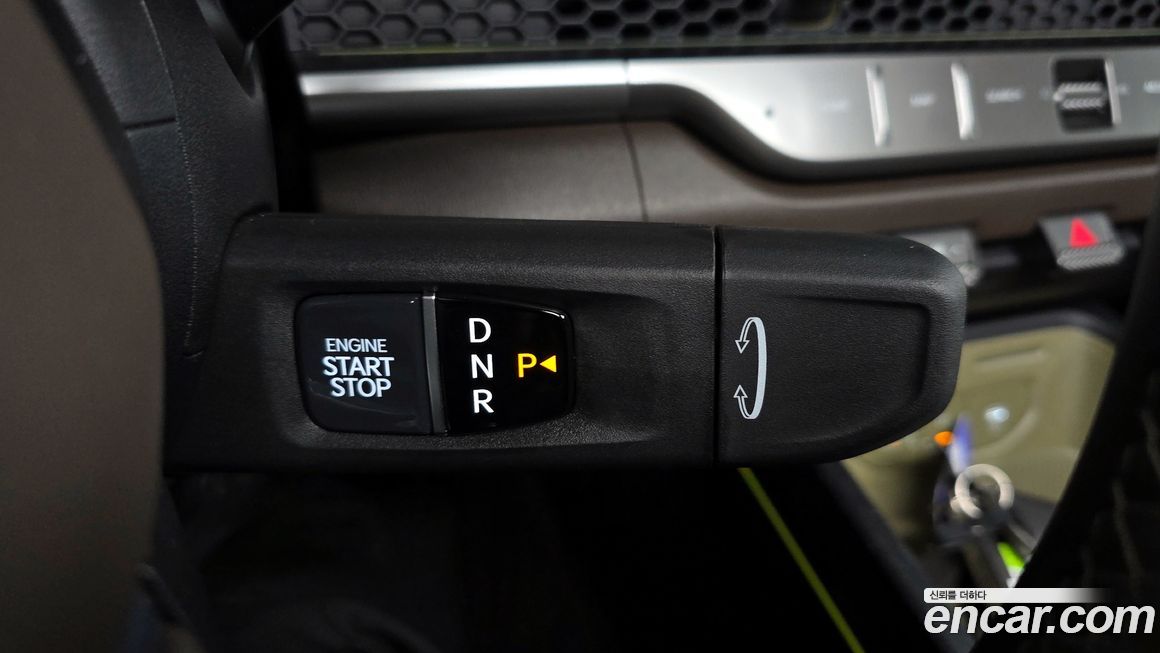 ENGINE
START
STOP
D
N
R
P
신뢰를 더하다
encar.com